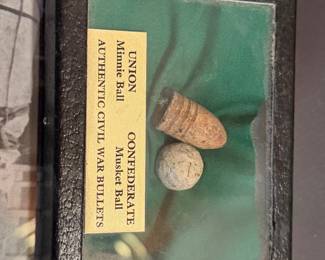 UNION CONFEDERATE
Minnie Ball Musket Ball
AUTHENTIC CIVIL WAR BULLETS